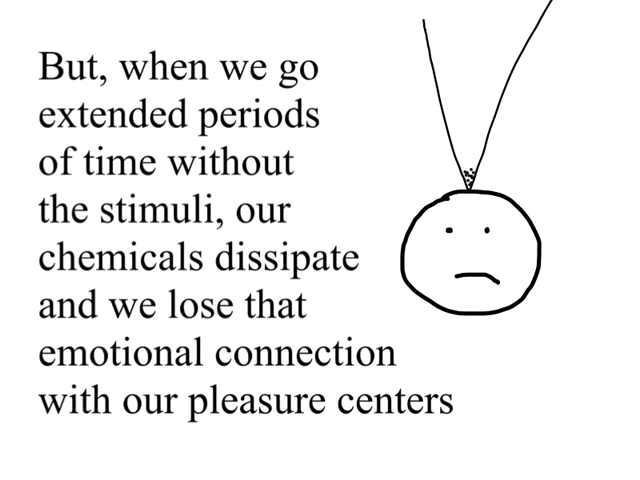 But, when we go
extended periods
of time without
the stimuli, our
chemicals dissipate
and we lose that
emotional connection
with our pleasure centers